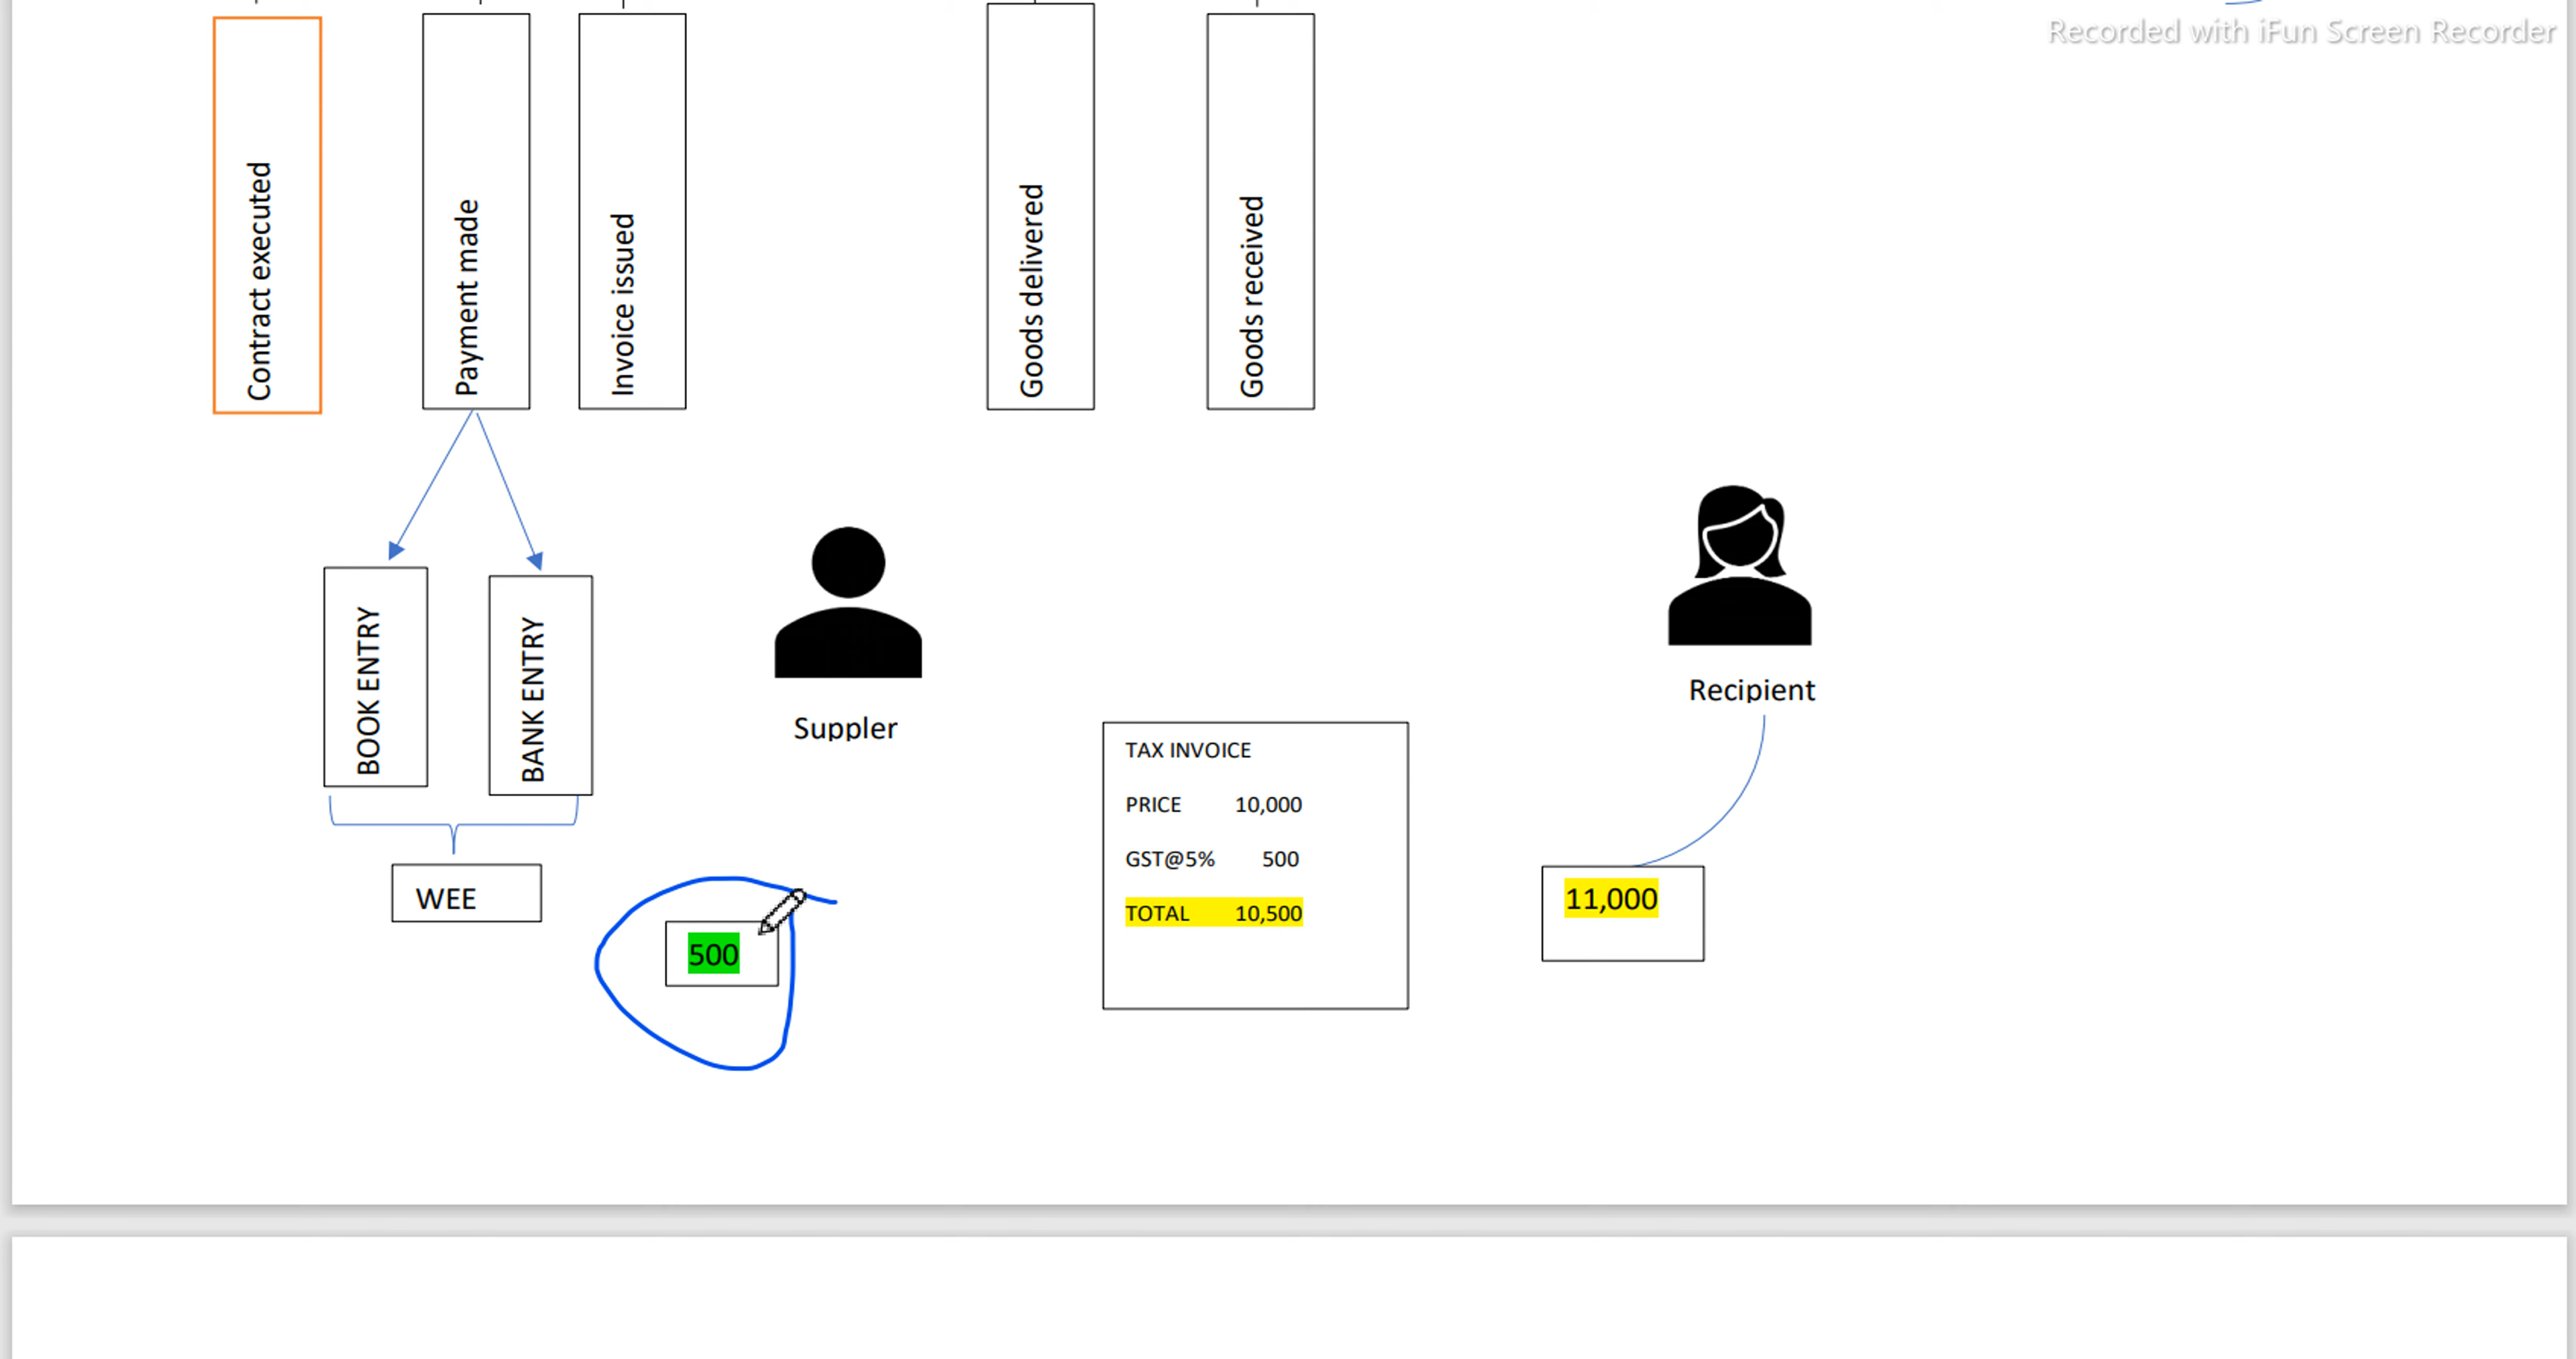 Recorded with iFun Screen Recorder
Contract executed
Payment made
Invoice issued
Goods delivered
Goods received
BOOK ENTRY
BANK ENTRY
WEE
Suppler
Recipient
TAX INVOICE
PRICE 10,000
GST@5% 500
TOTAL 10,500
11,000
500